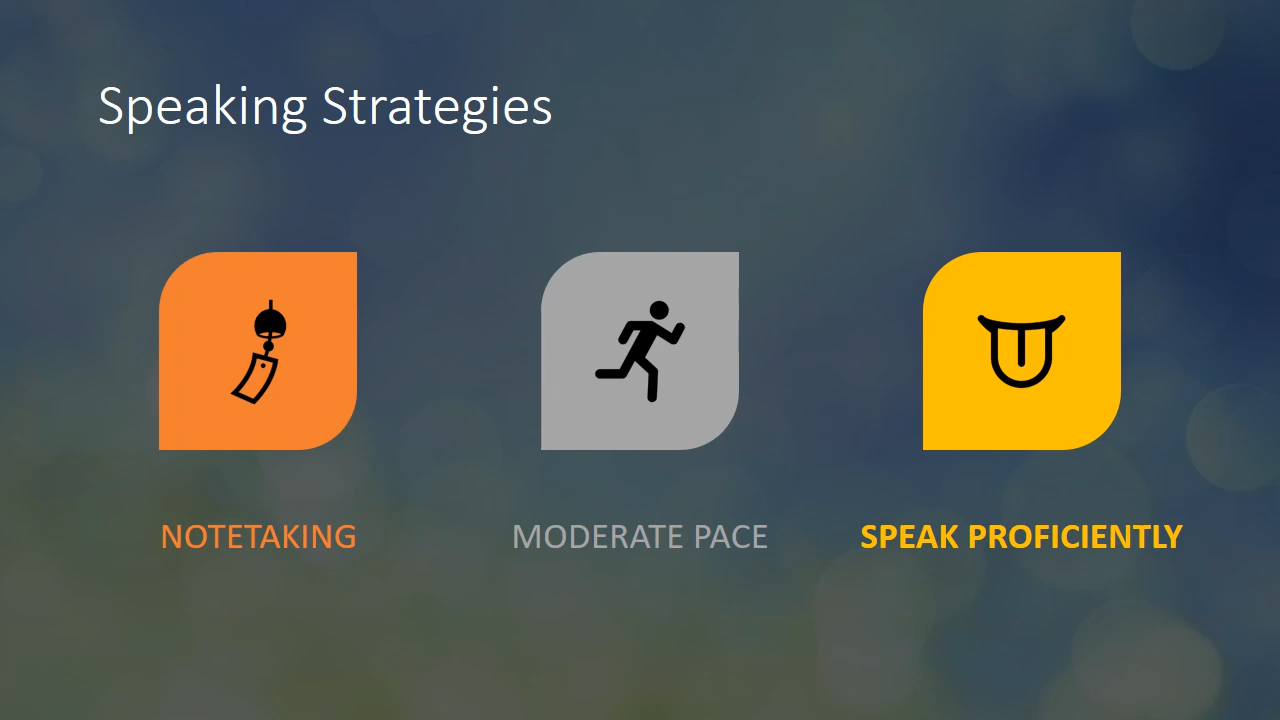 Speaking Strategies
NOTETAKING
MODERATE PACE
SPEAK PROFICIENTLY